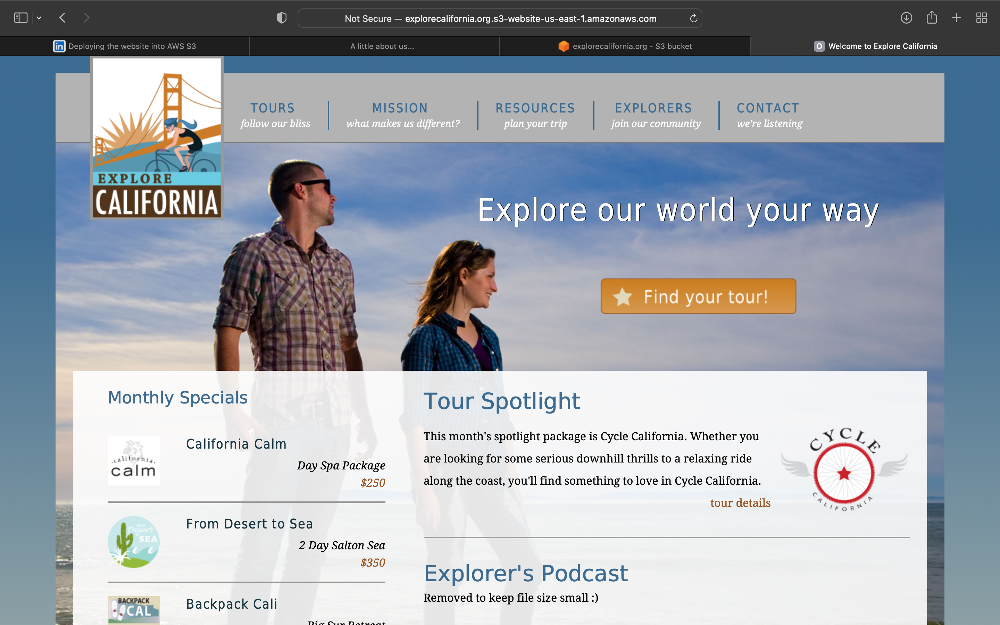 Not Secure — explorecalifornia.org.s3-website-us-east-1.amazonaws.com
in Deploying the website into AWS S3
A little about us...
explorecalifornia.org - S3 bucket
O Welcome to Explore California
EXPLORE
CALIFORNIA
TOURS
follow our bliss
MISSION
what makes us different?
RESOURCES
plan your trip
EXPLORERS
join our community
CONTACT
we're listening
Explore our world your way
Find your tour!
Monthly Specials
.california.
calm
California Calm
Day Spa Package
$250
from
Desert
to
SEA
From Desert to Sea
2 Day Salton Sea
$350
BACKPACK
CAL
Backpack Cali
Big Sur Retreat
Tour Spotlight
This month's spotlight package is Cycle California. Whether you
are looking for some serious downhill thrills to a relaxing ride
along the coast, you'll find something to love in Cycle California.
tour details
CYCLE
CALIFORNIA
Explorer's Podcast
Removed to keep file size small :)